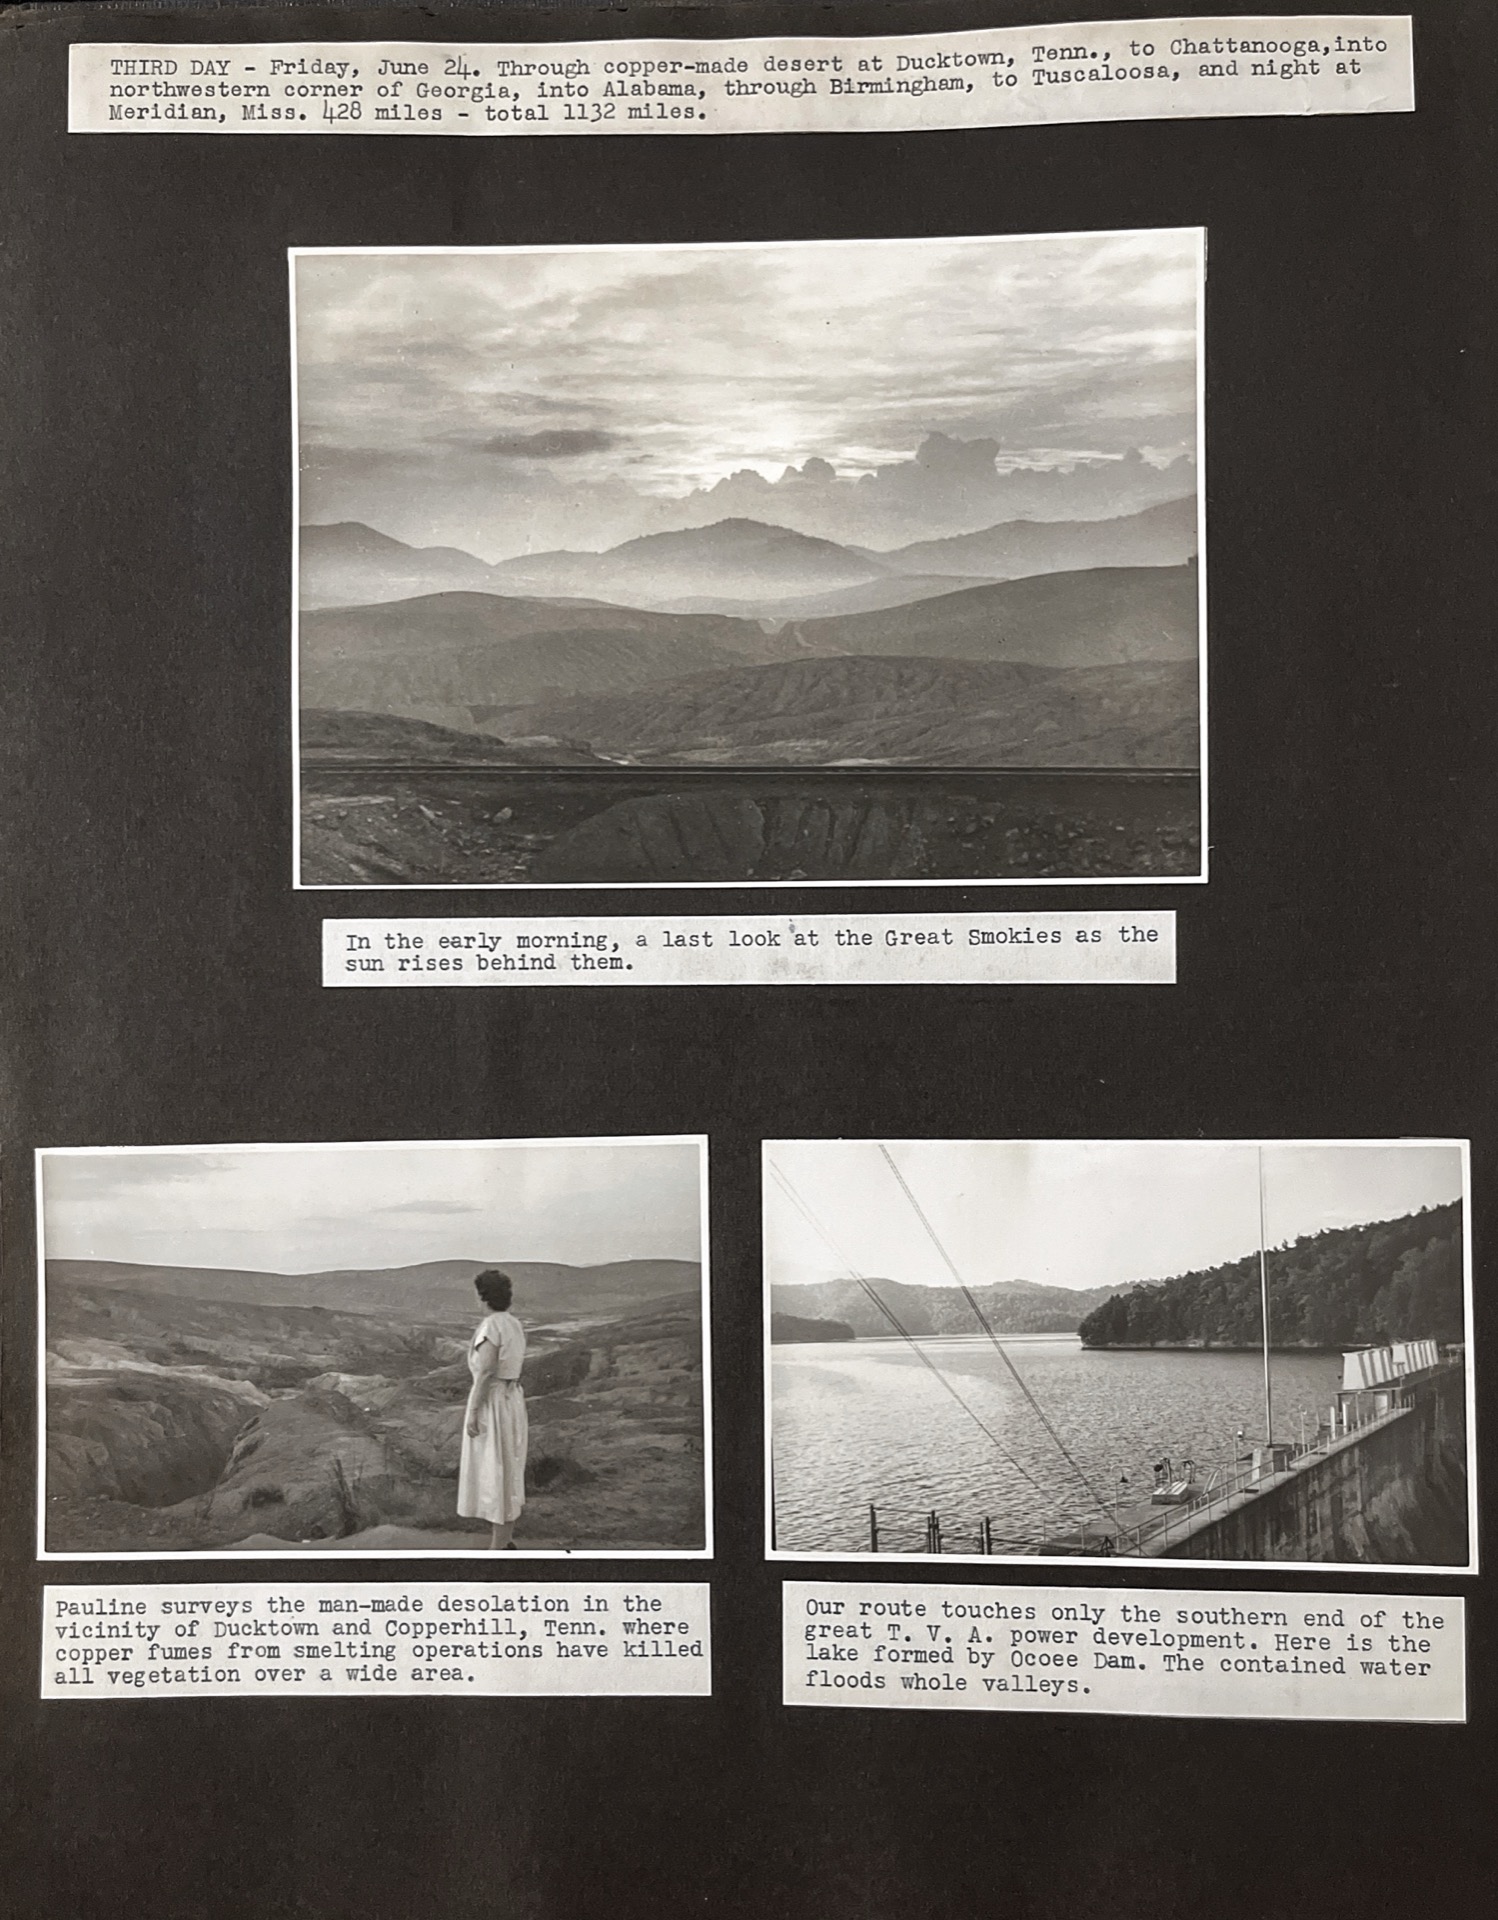 THIRD DAY - Friday, June 24. Through copper-made desert at Ducktown, Tenn., to Chattanooga,into
northwestern corner of Georgia, into Alabama, through Birmingham, to Tuscaloosa, and night at
Meridian, Miss. 428 miles - total 1132 miles.
In the early morning, a last look at the Great Smokies as the
sun rises behind them.
Pauline surveys the man-made desolation in the
vicinity of Ducktown and Copperhill, Tenn. where
copper fumes from smelting operations have killed
all vegetation over a wide area.
Our route touches only the southern end of the
great T. V. A. power development. Here is the
lake formed by Ocoee Dam. The contained water
floods whole valleys.